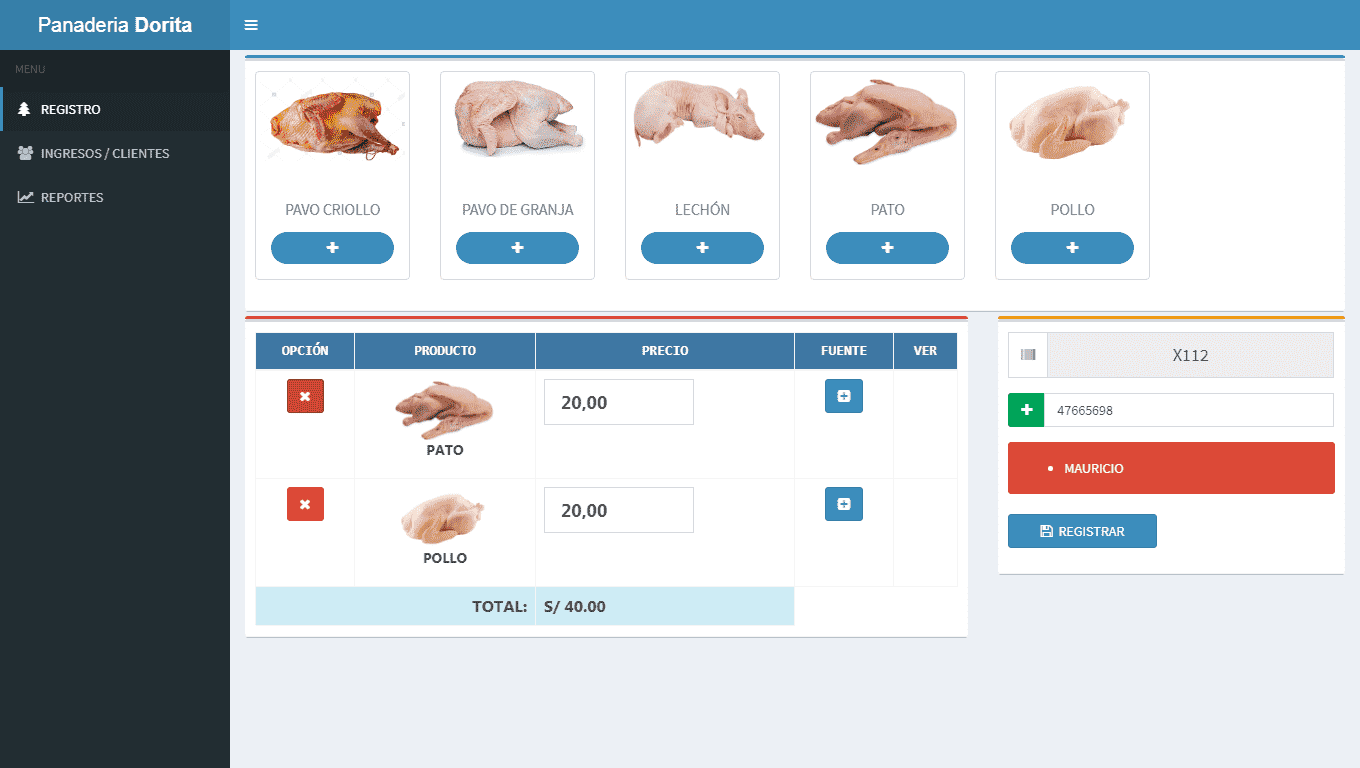 Panaderia Dorita
MENU
REGISTRO
INGRESOS / CLIENTES
REPORTES
PAVO CRIOLLO
PAVO DE GRANJA
LECHÓN
PATO
POLLO
OPCIÓN PRODUCTO PRECIO FUENTE VER
20,00
PATO
20,00
POLLO
TOTAL: S/ 40.00
X112
47665698
MAURICIO
REGISTRAR